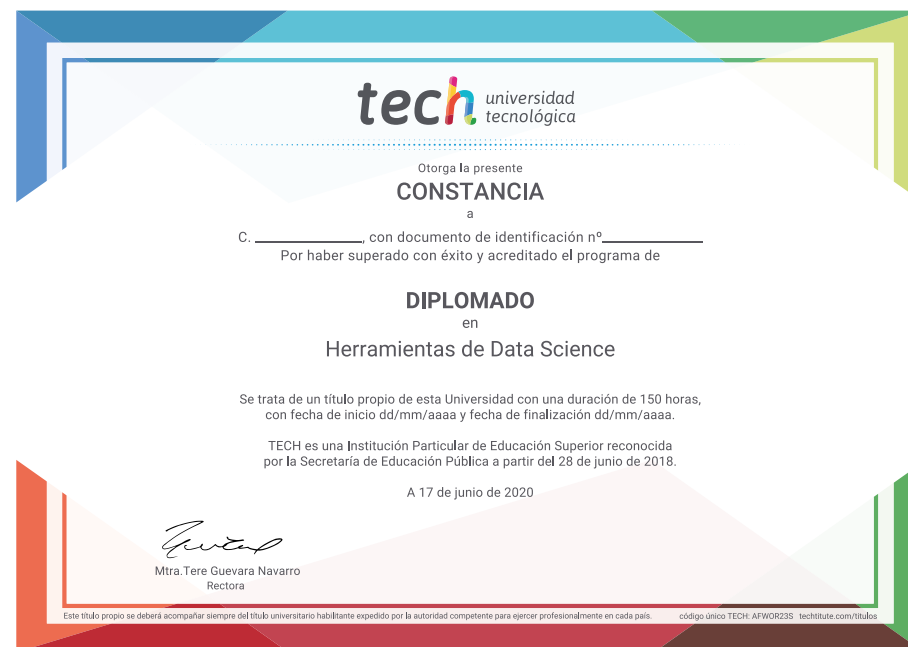 tech universidad
tecnológica
Otorga la presente
CONSTANCIA
a
C. ______________, con documento de identificación nº_____________
Por haber superado con éxito y acreditado el programa de
DIPLOMADO
en
Herramientas de Data Science
Se trata de un título propio de esta Universidad con una duración de 150 horas,
con fecha de inicio dd/mm/aaaa y fecha de finalización dd/mm/aaaa.
TECH es una Institución Particular de Educación Superior reconocida
por la Secretaría de Educación Pública a partir del 28 de junio de 2018.
A 17 de junio de 2020
Mtra.Tere Guevara Navarro
Rectora
Este título propio se deberá acompañar siempre del título universitario habilitante expedido por la autoridad competente para ejercer profesionalmente en cada país. código único TECH: AFWOR23S techtitute.com/titulos